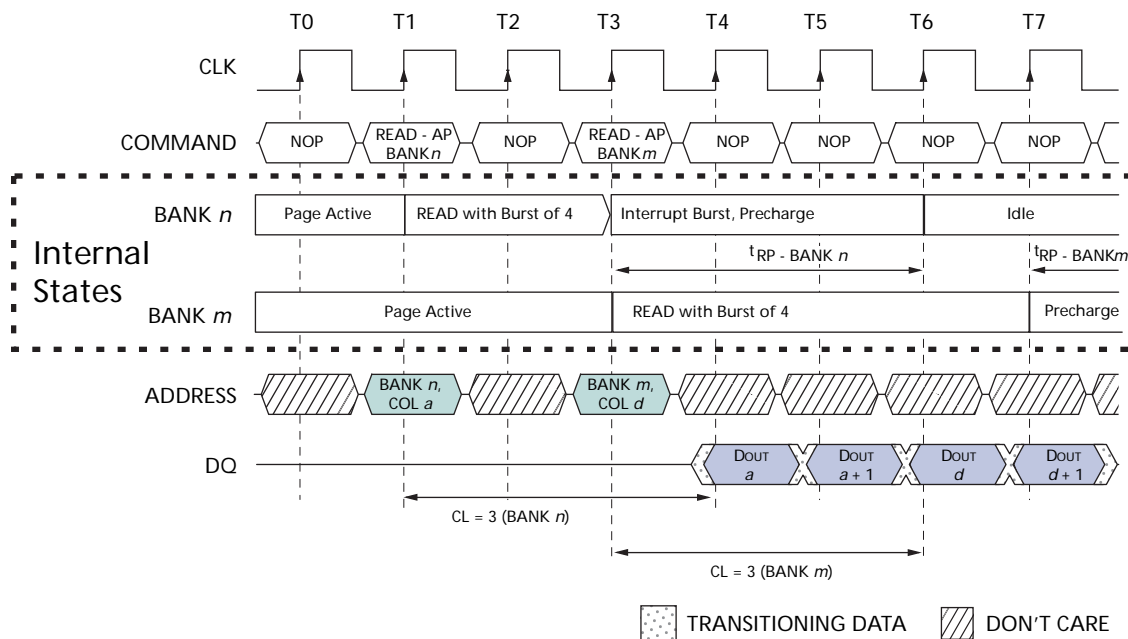 T0 T1 T2 T3 T4 T5 T6 T7
CLK
COMMAND NOP READ - AP BANK n NOP READ - AP BANK m NOP NOP NOP NOP
BANK n Page Active READ with Burst of 4 Interrupt Burst, Precharge Idle
Internal States
tRP - BANK n tRP - BANK m
BANK m Page Active READ with Burst of 4 Precharge
ADDRESS BANK n, COL a BANK m, COL d
DQ DOUT a DOUT a + 1 DOUT d DOUT d + 1
CL = 3 (BANK n)
CL = 3 (BANK m)
TRANSITIONING DATA DON'T CARE